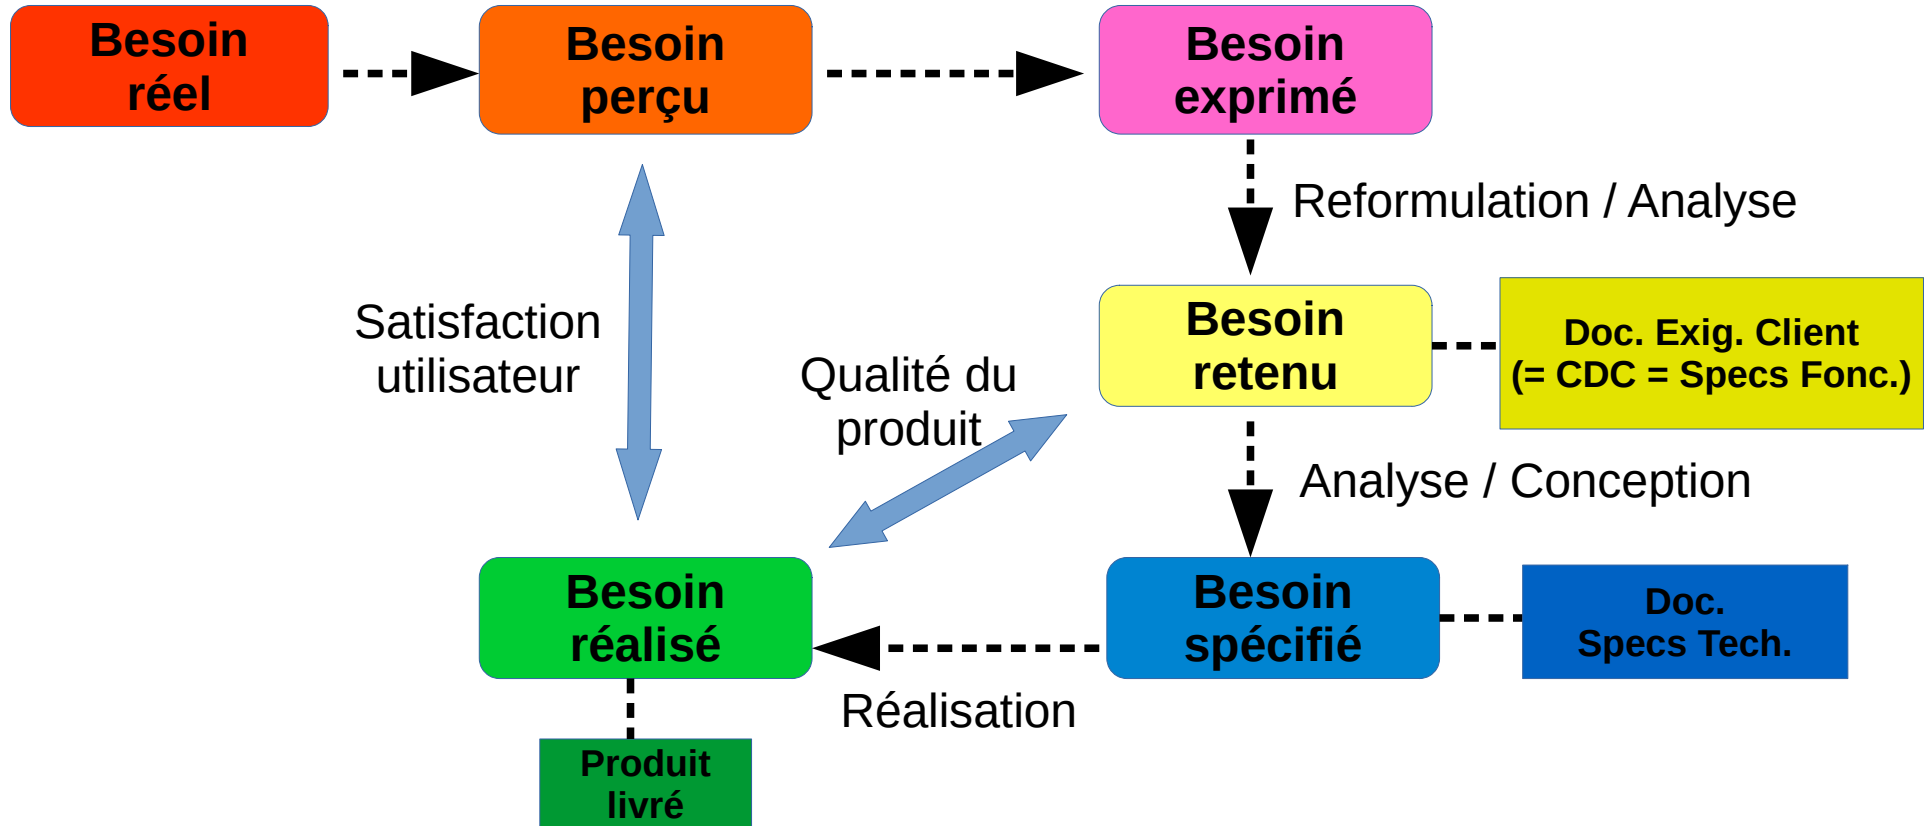 Besoin
réel
Besoin
perçu
Besoin
exprimé
Reformulation / Analyse
Satisfaction
utilisateur
Qualité du
produit
Besoin
retenu
Doc. Exig. Client
(= CDC = Specs Fonc.)
Analyse / Conception
Besoin
réalisé
Besoin
spécifié
Doc.
Specs Tech.
Réalisation
Produit
livré